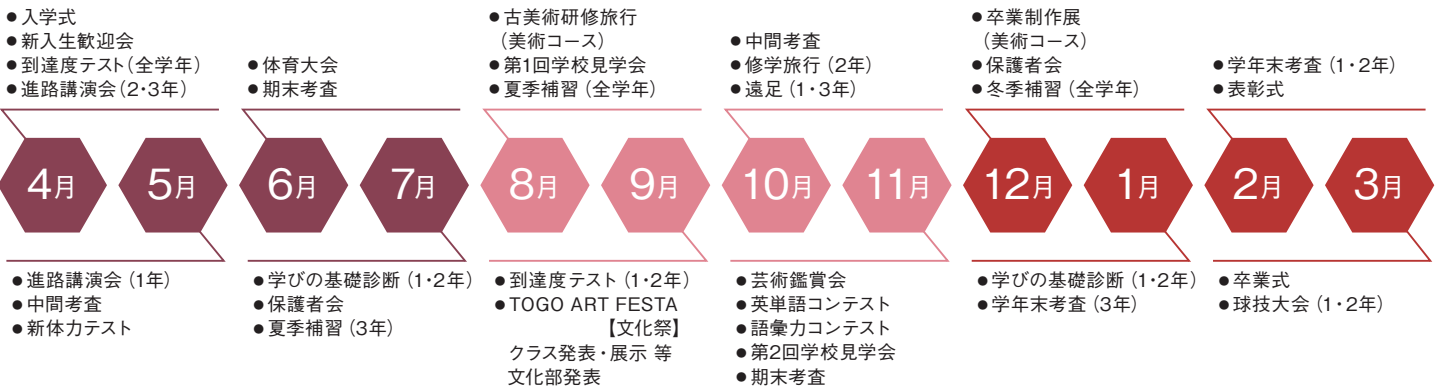 ●入学式
●新入生歓迎会
●到達度テスト(全学年)
●進路講演会(2・3年)
●体育大会
●期末考査
●古美術研修旅行
(美術コース)
●第1回学校見学会
●夏季補習(全学年)
●中間考査
●修学旅行(2年)
●遠足(1・3年)
●卒業制作展
(美術コース)
●保護者会
●冬季補習(全学年)
●学年末考査(1・2年)
●表彰式
4月 5月 6月 7月 8月 9月 10月 11月 12月 1月 2月 3月
●進路講演会(1年)
●中間考査
●新体力テスト
●学びの基礎診断(1・2年)
●保護者会
●夏季補習(3年)
●到達度テスト(1・2年)
●TOGO ART FESTA
【文化祭】
クラス発表・展示 等
文化部発表
●芸術鑑賞会
●英単語コンテスト
●語彙力コンテスト
●第2回学校見学会
●期末考査
●学びの基礎診断(1・2年)
●学年末考査(3年)
●卒業式
●球技大会(1・2年)